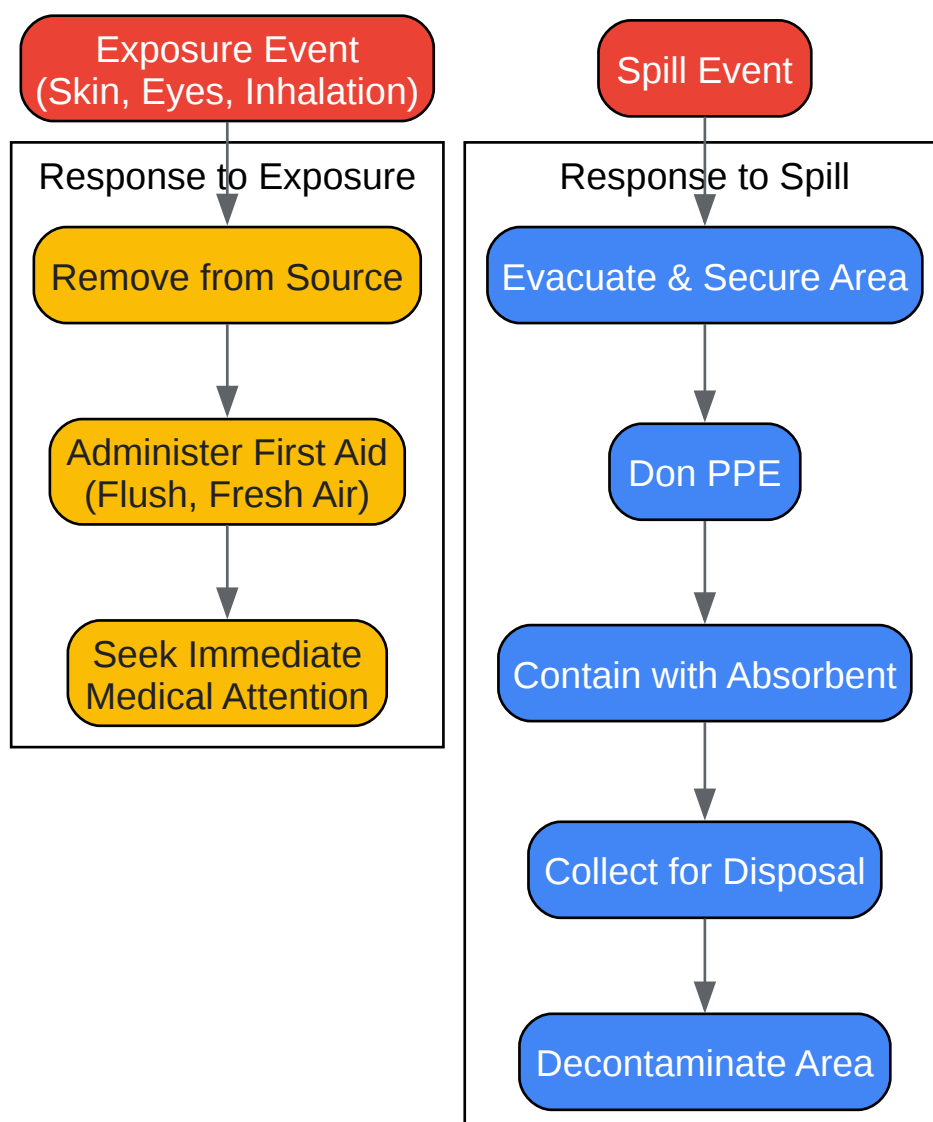 Exposure Event
(Skin, Eyes, Inhalation)
Response to Exposure
Remove from Source
Administer First Aid
(Flush, Fresh Air)
Seek Immediate
Medical Attention
Spill Event
Response to Spill
Evacuate & Secure Area
Don PPE
Contain with Absorbent
Collect for Disposal
Decontaminate Area